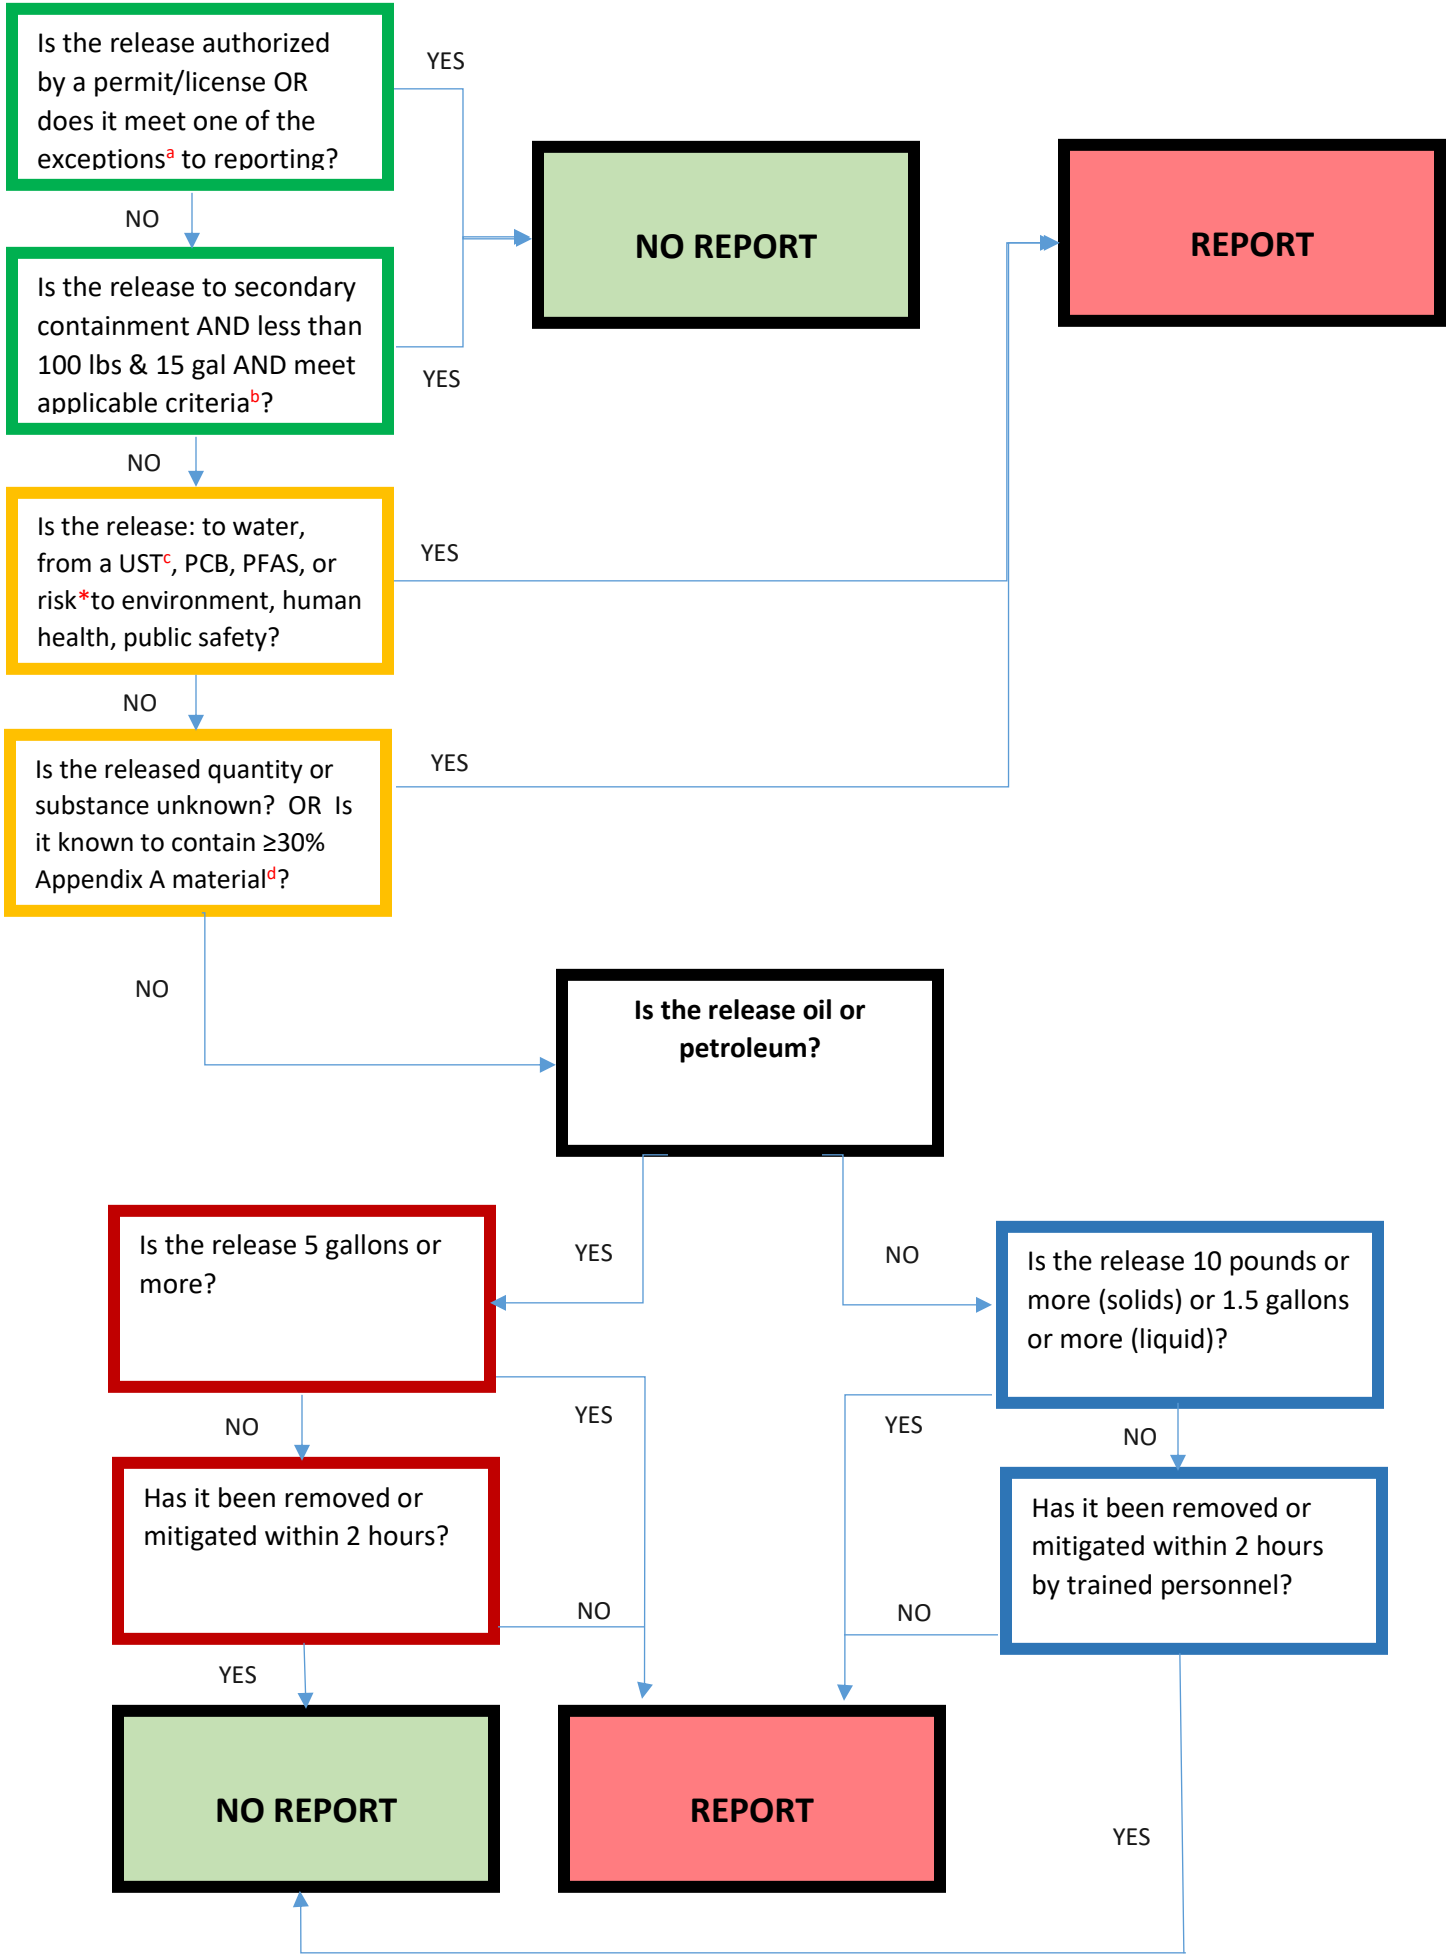 Is the release authorized
by a permit/license OR
does it meet one of the
exceptionsᵃ to reporting?
YES
NO
NO REPORT
REPORT
Is the release to secondary
containment AND less than
100 lbs & 15 gal AND meet
applicable criteriaᵇ?
YES
NO
Is the release: to water,
from a USTᶜ, PCB, PFAS, or
risk*to environment, human
health, public safety?
YES
NO
Is the released quantity or
substance unknown?  OR  Is
it known to contain ≥30%
Appendix A materialᵈ?
YES
NO
Is the release oil or
petroleum?
YES
NO
Is the release 5 gallons or
more?
YES
NO
Is the release 10 pounds or
more (solids) or 1.5 gallons
or more (liquid)?
YES
NO
Has it been removed or
mitigated within 2 hours?
NO
YES
Has it been removed or
mitigated within 2 hours
by trained personnel?
NO
YES
NO REPORT
REPORT